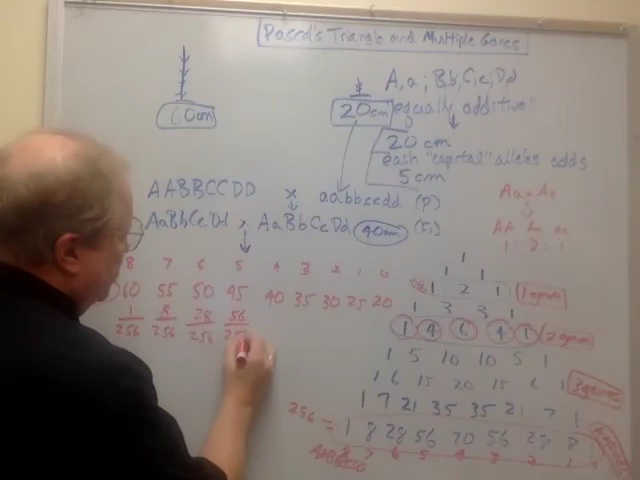 Pascal's Triangle and Multiple Genes
A,a; B,b; C,c; D,d
60cm
20cm "equally additive"
20 cm
each "capital" alleles adds
5 cm
AABBCCDD x aabbccdd (P)
AaBbCcDd x AaBbCcDd 40cm (F1)
Aa x Aa
AA Aa aa
1 : 2 : 1
8 7 6 5 4 3 2 1 0
60 55 50 45 40 35 30 25 20
1/256 8/256 28/256 56/25
1
1 1
1 2 1 1 gene
1 3 3 1
1 4 6 4 1 2 genes
1 5 10 10 5 1
1 6 15 20 15 6 1 3 genes
1 7 21 35 35 21 7 1
256 = 1 8 28 56 70 56 28 8
8 7 6 5 4 3 2 1